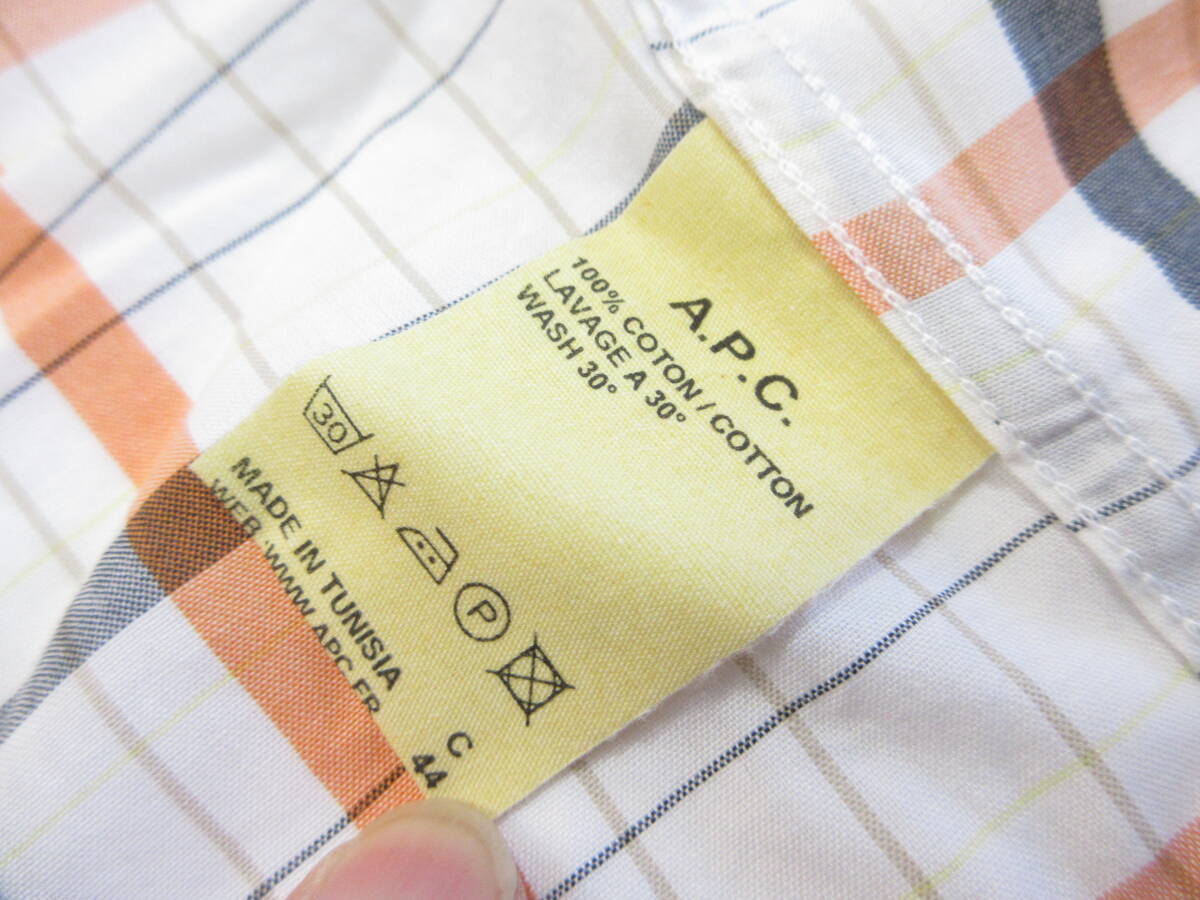 A.P.C.
100% COTON / COTTON
LAVAGE A 30°
WASH 30°
30
P
MADE IN TUNISIA
WEB :WWW.APC.FR
C
44